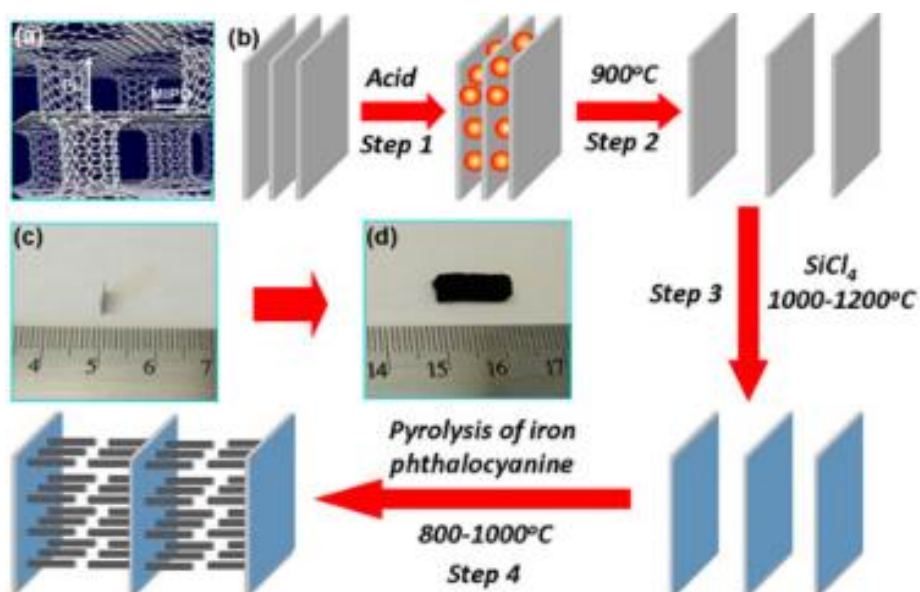 (a)
MIPD
(b)
Acid
Step 1
900°C
Step 2
(c)
4 5 6 7
(d)
14 15 16 17
Step 3
SiCl4
1000-1200°C
Pyrolysis of iron
phthalocyanine
800-1000°C
Step 4